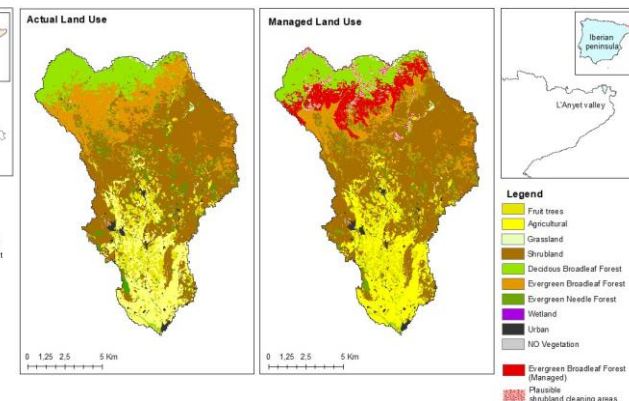 Actual Land Use
0 1,25 2,5 5 Km
Managed Land Use
0 1,25 2,5 5 Km
Iberian
peninsula
L'Anyet valley
Legend
Fruit trees
Agricultural
Grassland
Shrubland
Decidous Broadleaf Forest
Evergreen Broadleaf Forest
Evergreen Needle Forest
Wetland
Urban
NO Vegetation
Evergreen Broadleaf Forest
(Managed)
Plausible
shrubland cleaning areas